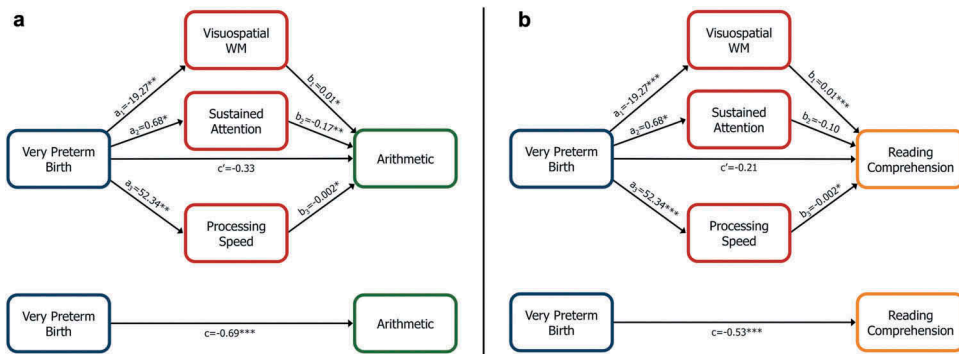 a
Visuospatial
WM
a₁=-19.27**
b₁=0.01*
Sustained
Attention
a₂=0.68*
b₂=-0.17**
Very Preterm
Birth
c'=-0.33
Arithmetic
a₃=52.34**
b₃=-0.002*
Processing
Speed
Very Preterm
Birth
c=-0.69***
Arithmetic
b
Visuospatial
WM
a₁=-19.27***
b₁=0.01***
Sustained
Attention
a₂=0.68*
b₂=-0.10
Very Preterm
Birth
c'=-0.21
Reading
Comprehension
a₃=52.34***
b₃=-0.002*
Processing
Speed
Very Preterm
Birth
c=-0.53***
Reading
Comprehension